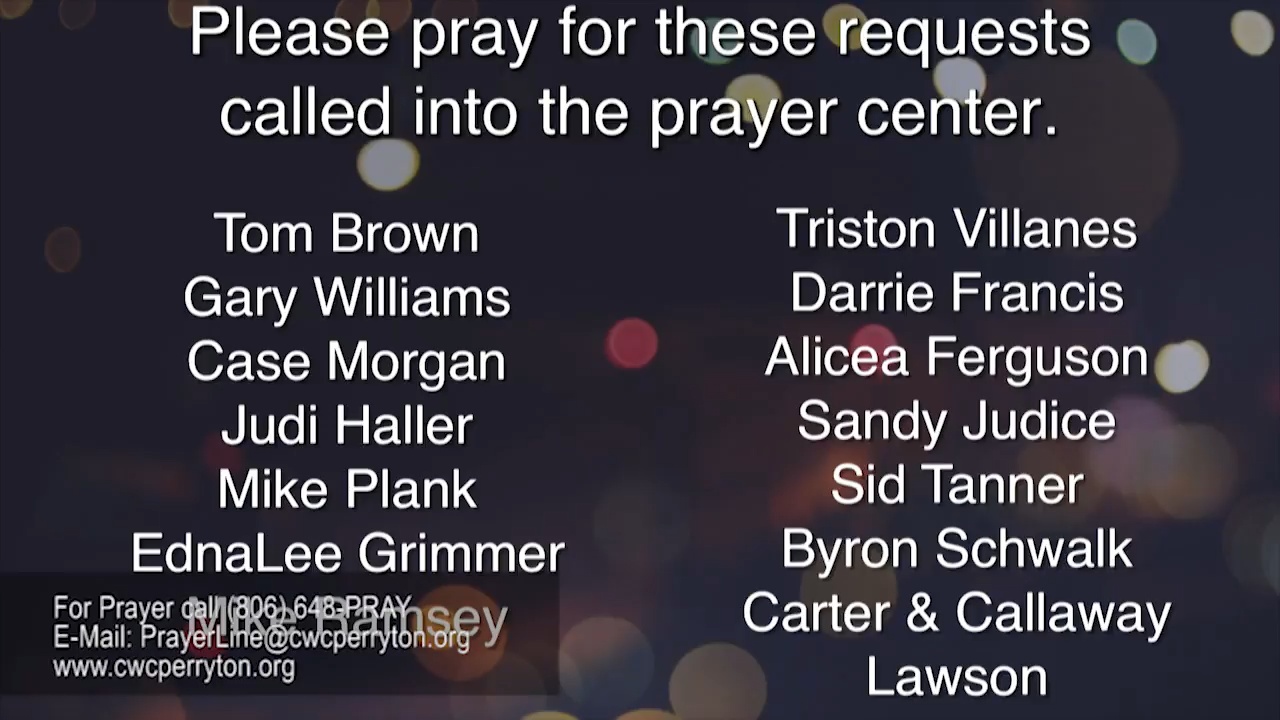 Please pray for these requests
called into the prayer center.
Tom Brown
Gary Williams
Case Morgan
Judi Haller
Mike Plank
EdnaLee Grimmer
Mike Ramsey
Triston Villanes
Darrie Francis
Alicea Ferguson
Sandy Judice
Sid Tanner
Byron Schwalk
Carter & Callaway
Lawson
For Prayer call (806) 648-PRAY
E-Mail: PrayerLine@cwcperryton.org
www.cwcperryton.org